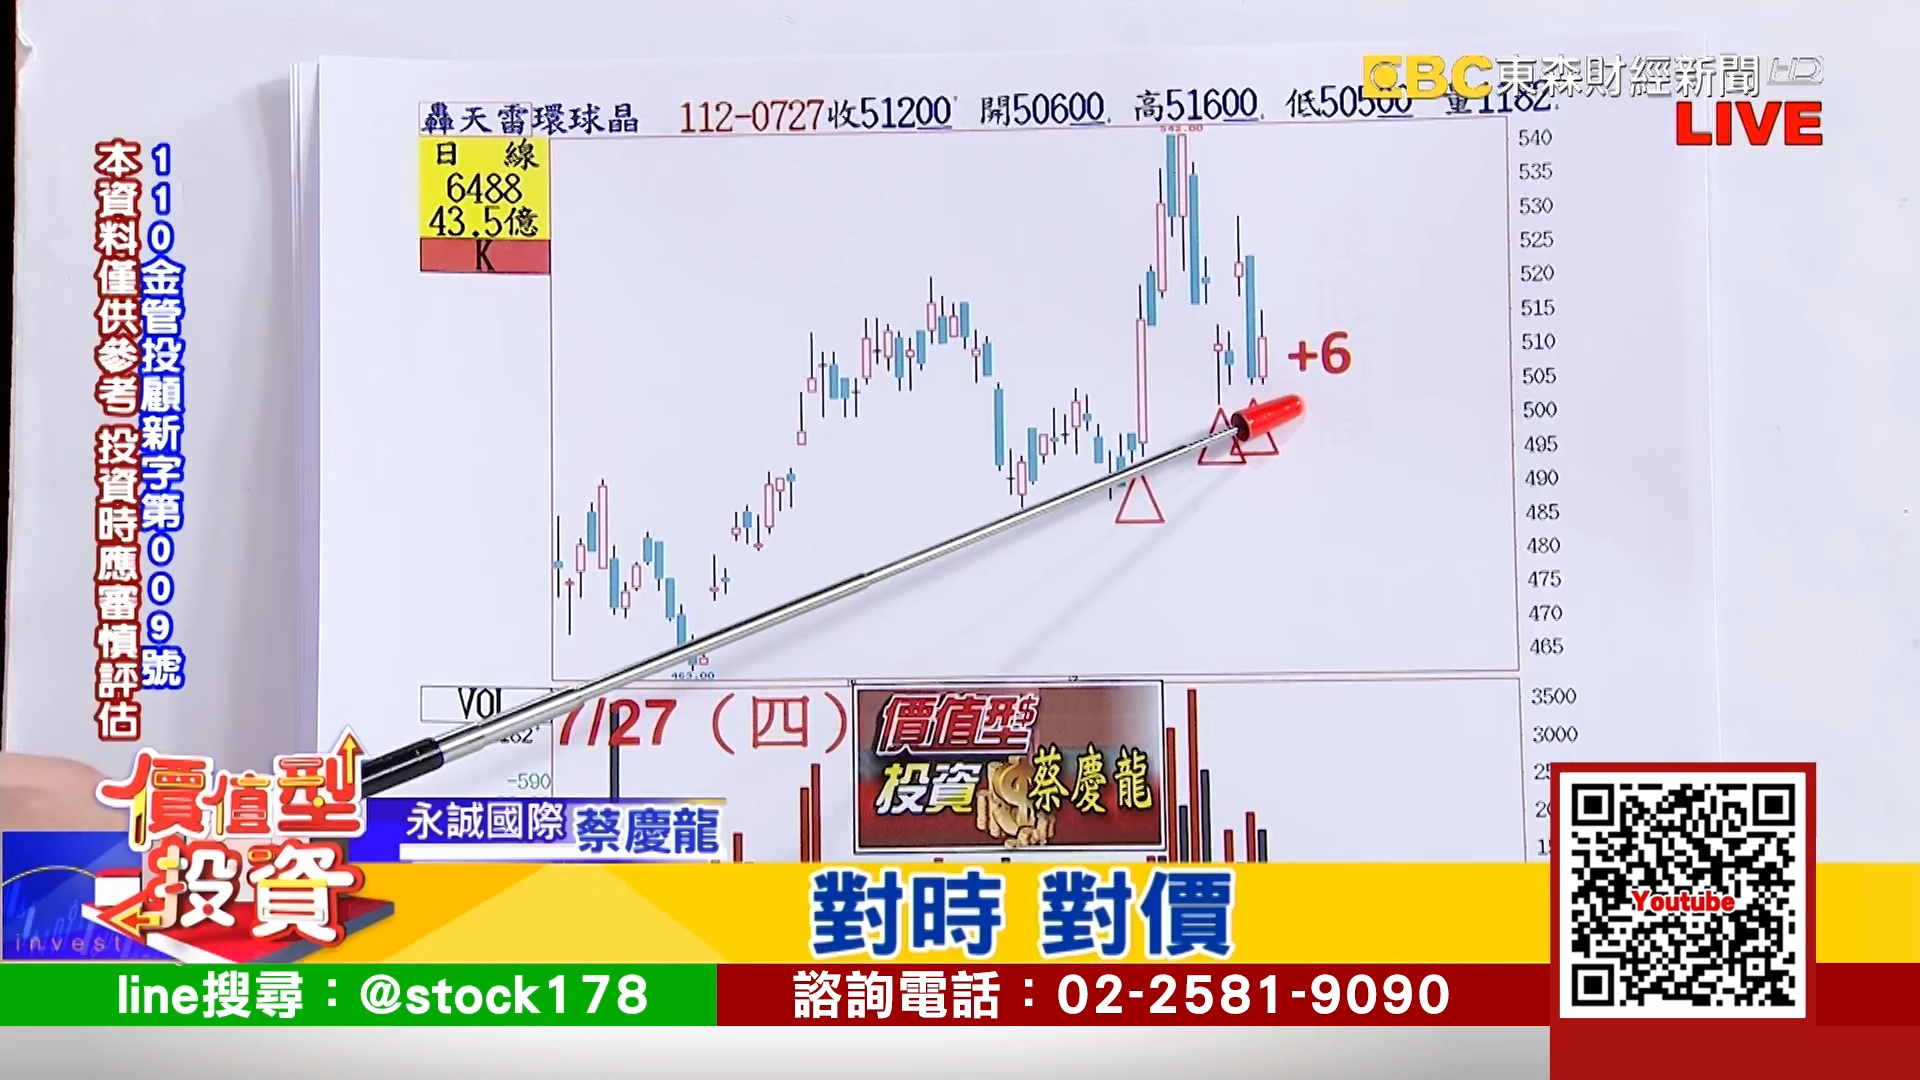 EBC東森財經新聞HD
LIVE
轟天雷環球晶 112-0727收51200 開50600 高51600 低50500 量1182
日 線
6488
43.5億
K
542.00
540
535
530
525
520
515
510
505
500
495
490
485
480
475
470
465
+6
463.00
VOL
7/27（四）
-590
3500
3000
價值型
投資
蔡慶龍
110金管投顧新字第009號
本資料僅供參考 投資時應審慎評估
價值型
投資
invest
永誠國際 蔡慶龍
對時 對價
Youtube
line搜尋：@stock178
諮詢電話：02-2581-9090